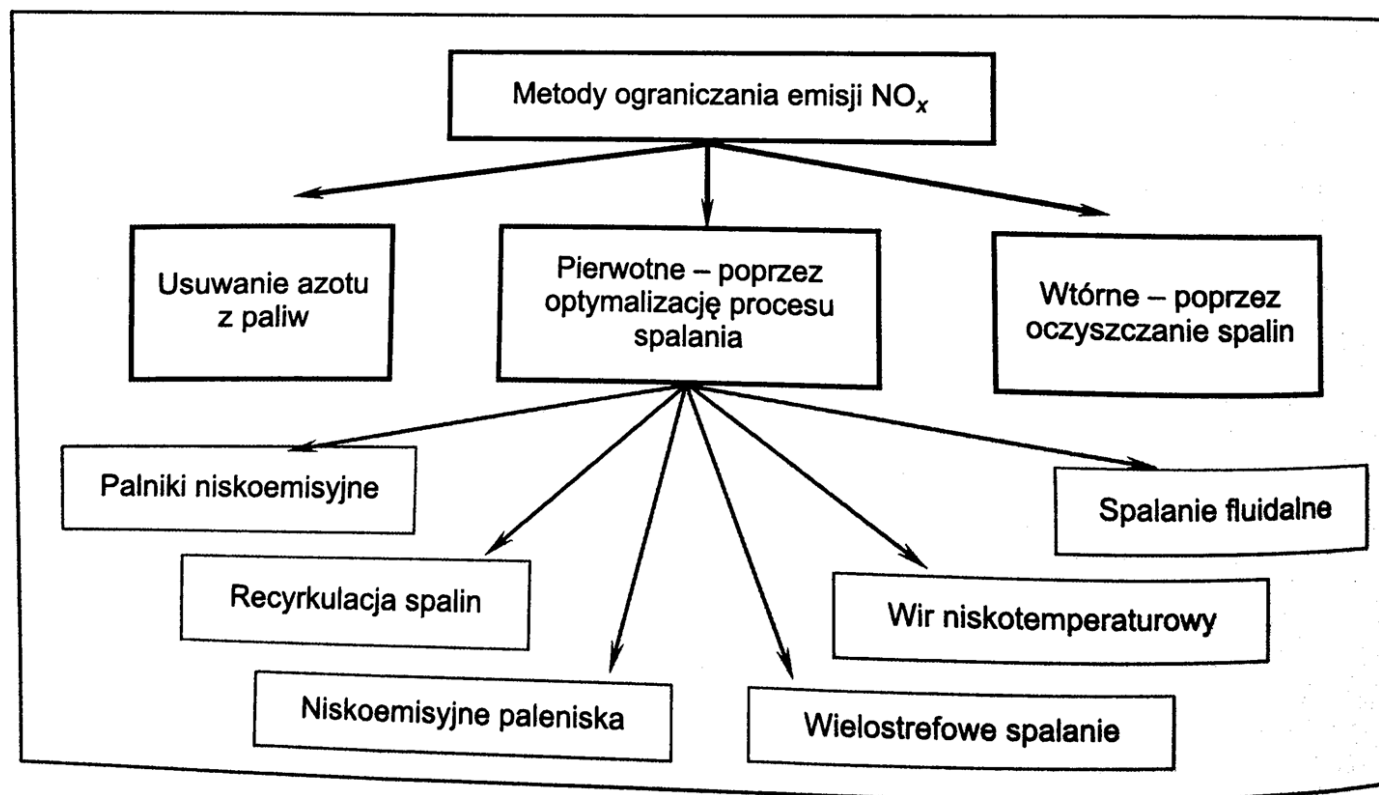 Metody ograniczania emisji NOx
Usuwanie azotu
z paliw
Pierwotne – poprzez
optymalizację procesu
spalania
Wtórne – poprzez
oczyszczanie spalin
Palniki niskoemisyjne
Spalanie fluidalne
Recyrkulacja spalin
Wir niskotemperaturowy
Niskoemisyjne paleniska
Wielostrefowe spalanie